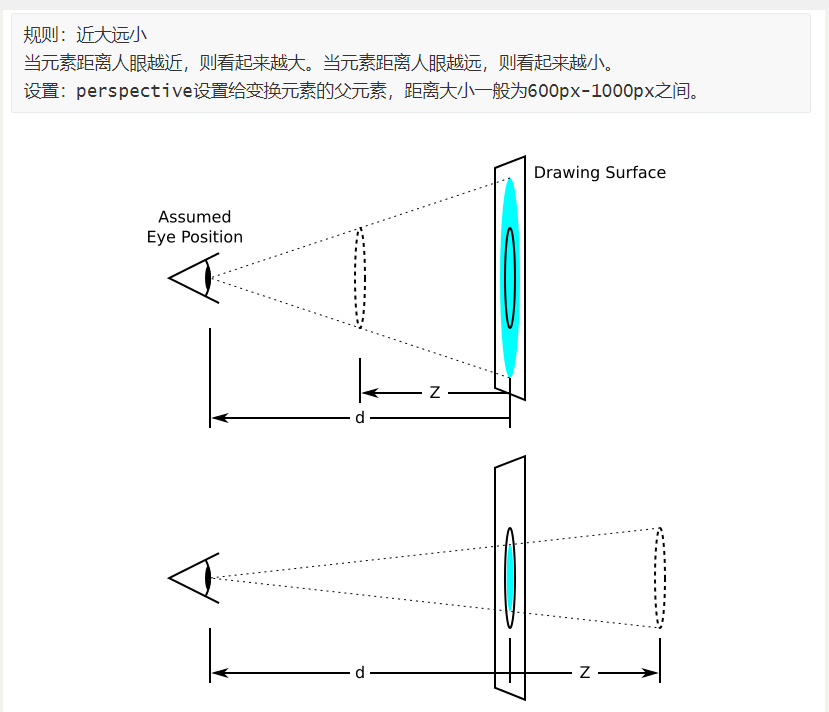 规则：近大远小
当元素距离人眼越近，则看起来越大。当元素距离人眼越远，则看起来越小。
设置：perspective设置给变换元素的父元素，距离大小一般为600px-1000px之间。
Drawing Surface
Assumed
Eye Position
Z
d
d
Z